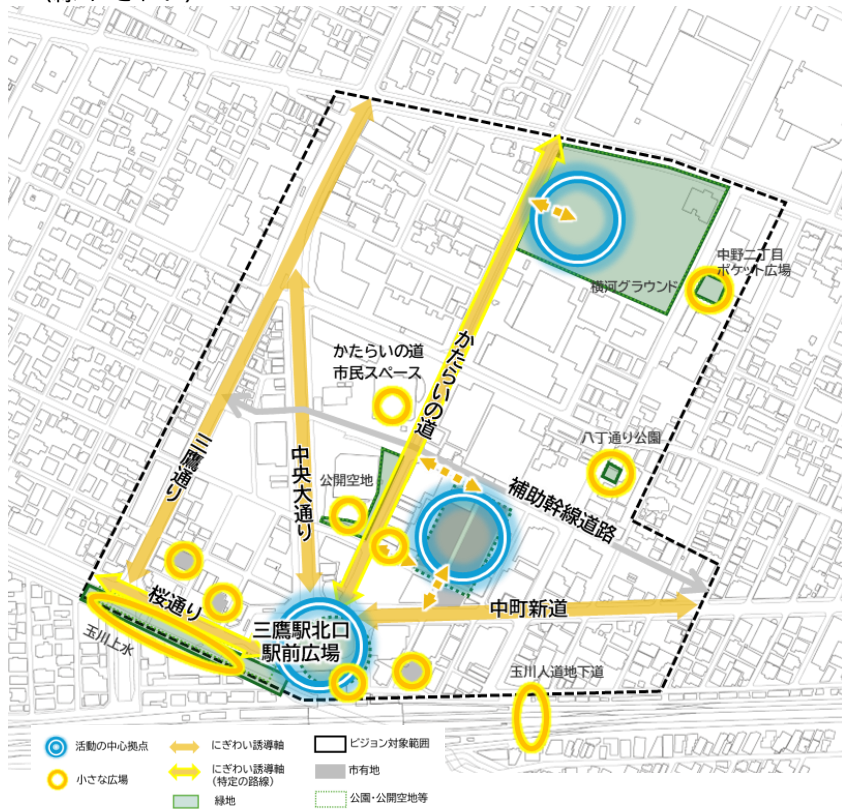 中野二丁目
ポケット広場
横河グラウンド
かたらいの道
市民スペース
かたらいの道
三鷹通り
中央大通り
公開空地
八丁通り公園
補助幹線道路
桜通り
玉川上水
三鷹駅北口
駅前広場
中町新道
玉川人道地下道
活動の中心拠点
にぎわい誘導軸
ビジョン対象範囲
小さな広場
にぎわい誘導軸
(特定の路線)
市有地
緑地
公園・公開空地等